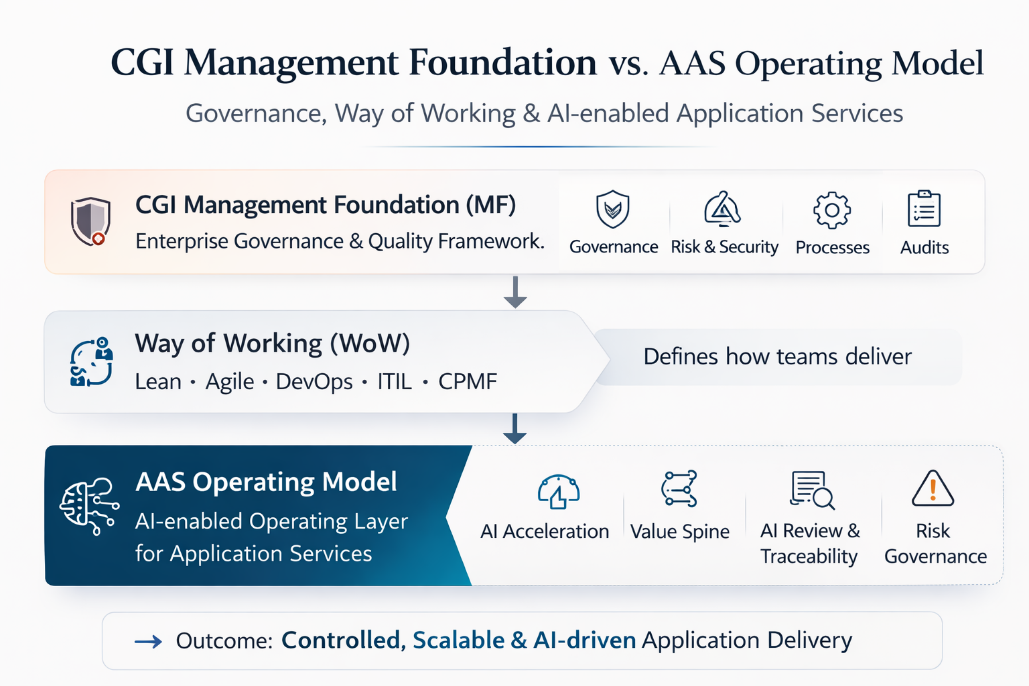 CGI Management Foundation vs. AAS Operating Model
Governance, Way of Working & AI-enabled Application Services
CGI Management Foundation (MF)
Enterprise Governance & Quality Framework.
Governance
Risk & Security
Processes
Audits
Way of Working (WoW)
Lean • Agile • DevOps • ITIL • CPMF
Defines how teams deliver
AAS Operating Model
AI-enabled Operating Layer
for Application Services
AI Acceleration
Value Spine
AI Review &
Traceability
Risk
Governance
→ Outcome: Controlled, Scalable & AI-driven Application Delivery